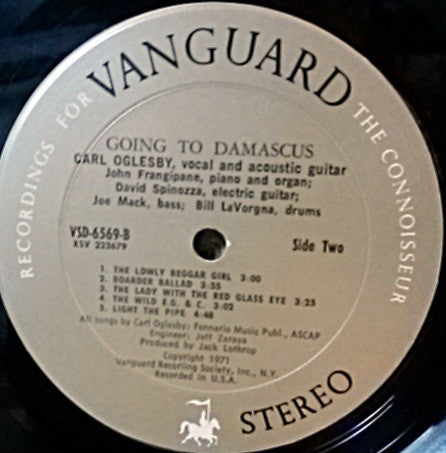 RECORDINGS FOR VANGUARD THE CONNOISSEUR
GOING TO DAMASCUS
CARL OGLESBY, vocal and acoustic guitar
John Frangipane, piano and organ;
David Spinozza, electric guitar;
Joe Mack, bass; Bill LaVorgna, drums
VSD-6569-B
XSV 223679
Side Two
1. THE LOWLY BEGGAR GIRL 3:00
2. BOARDER BALLAD 2:55
3. THE LADY WITH THE RED GLASS EYE 3:25
4. THE WILD E.G. & C. 3:02
5. LIGHT THE PIPE 6:48
All songs by Carl Oglesby; Fennario Music Publ., ASCAP
Engineer: Jeff Zaraya
Produced by Jack Lothrop
Copyright 1971
Vanguard Recording Society, Inc., N.Y.
Recorded in U.S.A.
STEREO